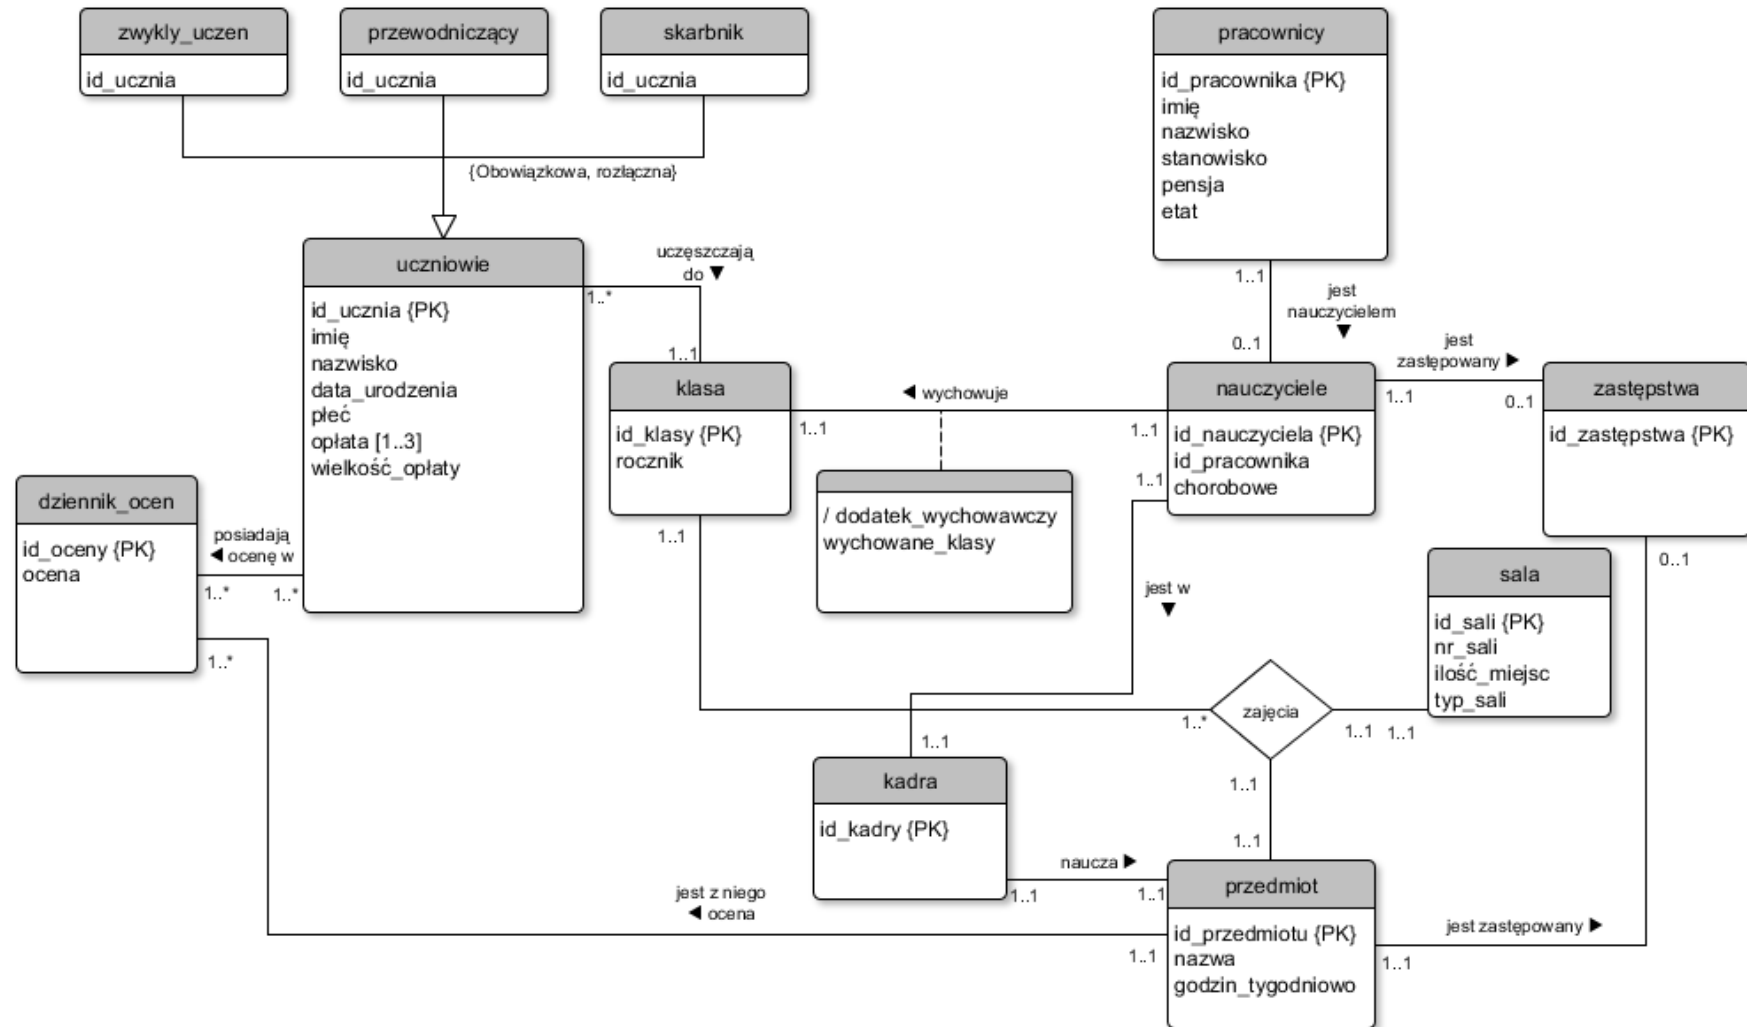 zwykly_uczen
id_ucznia
przewodniczący
id_ucznia
skarbnik
id_ucznia
{Obowiązkowa, rozłączna}
pracownicy
id_pracownika {PK}
imię
nazwisko
stanowisko
pensja
etat
uczniowie
id_ucznia {PK}
imię
nazwisko
data_urodzenia
płeć
opłata [1..3]
wielkość_opłaty
uczęszczają
do ▼
1..*
1..1
1..1
jest
nauczycielem
▼
0..1
klasa
id_klasy {PK}
rocznik
◀ wychowuje
1..1
1..1
/ dodatek_wychowawczy
wychowane_klasy
nauczyciele
id_nauczyciela {PK}
id_pracownika
chorobowe
jest
zastępowany ▶
1..1
0..1
zastępstwa
id_zastępstwa {PK}
0..1
dziennik_ocen
id_oceny {PK}
ocena
posiadają
◀ ocenę w
1..*
1..*
1..*
1..1
1..1
jest w
▼
sala
id_sali {PK}
nr_sali
ilość_miejsc
typ_sali
zajęcia
1..*
1..1
1..1
1..1
1..1
1..1
kadra
id_kadry {PK}
naucza ▶
1..1
1..1
przedmiot
id_przedmiotu {PK}
nazwa
godzin_tygodniowo
jest z niego
◀ ocena
1..1
jest zastępowany ▶
1..1